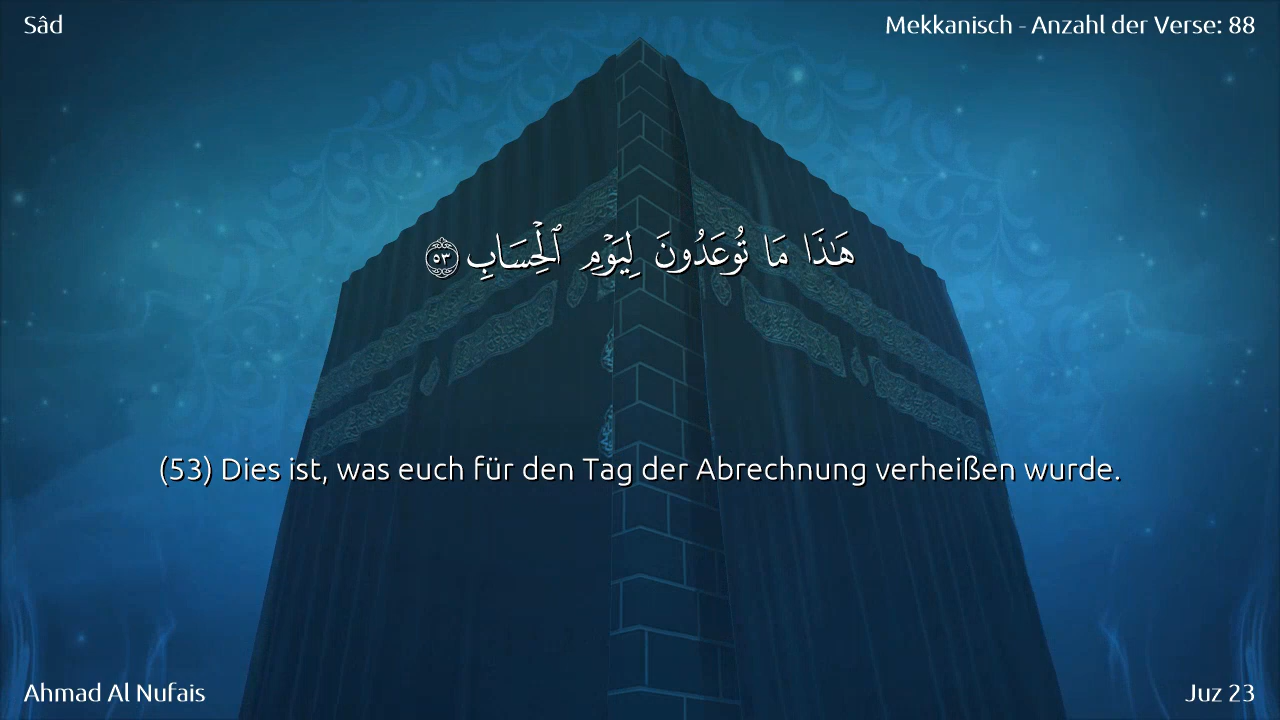 Sâd
Mekkanisch - Anzahl der Verse: 88
هَٰذَا مَا تُوعَدُونَ لِيَوْمِ ٱلْحِسَابِ ٥٣
(53) Dies ist, was euch für den Tag der Abrechnung verheißen wurde.
Ahmad Al Nufais
Juz 23